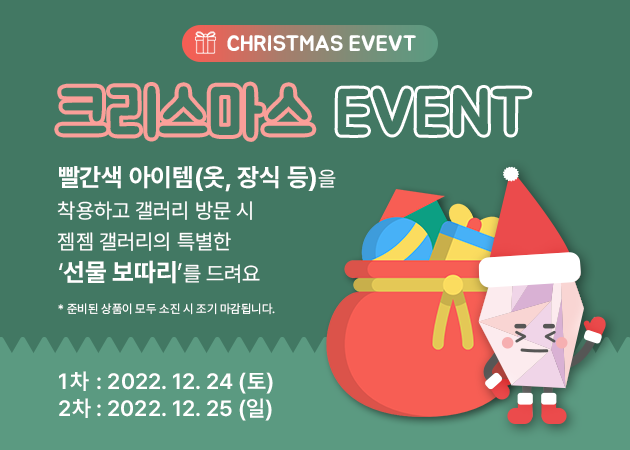 CHRISTMAS EVEVT
크리스마스 EVENT
빨간색 아이템(옷, 장식 등)을
착용하고 갤러리 방문 시
젬젬 갤러리의 특별한
‘선물 보따리’를 드려요
* 준비된 상품이 모두 소진 시 조기 마감됩니다.
1차 : 2022. 12. 24 (토)
2차 : 2022. 12. 25 (일)